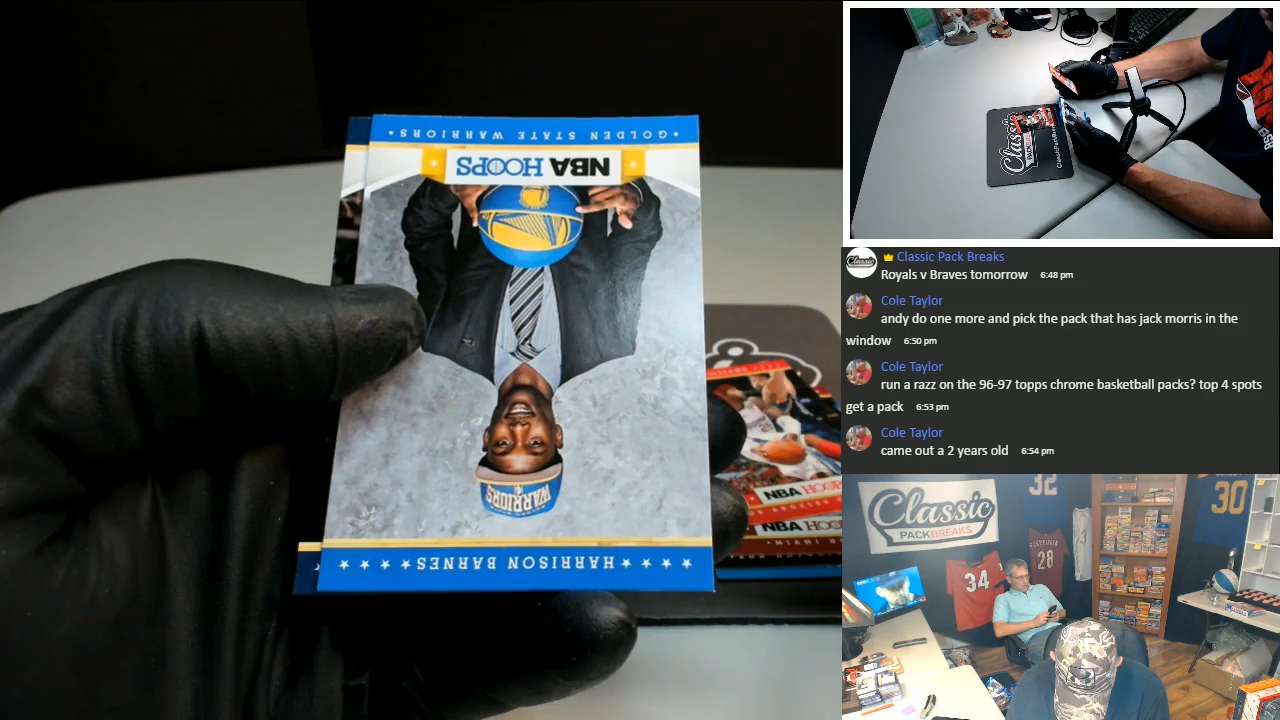 • GOLDEN STATE WARRIORS •
NBA HOOPS
WARRIORS
★ ★ ★ ★ ★ HARRISON BARNES ★ ★ ★ ★ ★
NBA HOOPS
NBA HOOPS
Classic
Classic Pack Breaks
Royals v Braves tomorrow 6:48 pm
Cole Taylor
andy do one more and pick the pack that has jack morris in the
window 6:50 pm
Cole Taylor
run a razz on the 96-97 topps chrome basketball packs? top 4 spots
get a pack 6:53 pm
Cole Taylor
came out a 2 years old 6:54 pm
Classic
PACK BREAKS
32
34
28
30